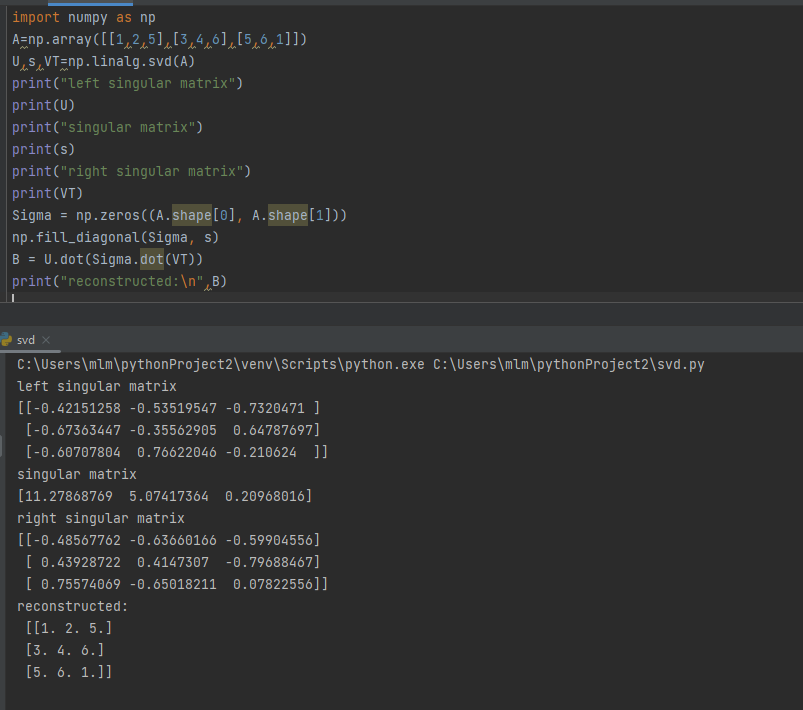 import numpy as np
A=np.array([[1,2,5],[3,4,6],[5,6,1]])
U,s,VT=np.linalg.svd(A)
print("left singular matrix")
print(U)
print("singular matrix")
print(s)
print("right singular matrix")
print(VT)
Sigma = np.zeros((A.shape[0], A.shape[1]))
np.fill_diagonal(Sigma, s)
B = U.dot(Sigma.dot(VT))
print("reconstructed:\n",B)
svd
C:\Users\mlm\pythonProject2\venv\Scripts\python.exe C:\Users\mlm\pythonProject2\svd.py
left singular matrix
[[-0.42151258 -0.53519547 -0.7320471 ]
 [-0.67363447 -0.35562905  0.64787697]
 [-0.60707804  0.76622046 -0.210624  ]]
singular matrix
[11.27868769  5.07417364  0.20968016]
right singular matrix
[[-0.48567762 -0.63660166 -0.59904556]
 [ 0.43928722  0.4147307  -0.79688467]
 [ 0.75574069 -0.65018211  0.07822556]]
reconstructed:
 [[1. 2. 5.]
 [3. 4. 6.]
 [5. 6. 1.]]